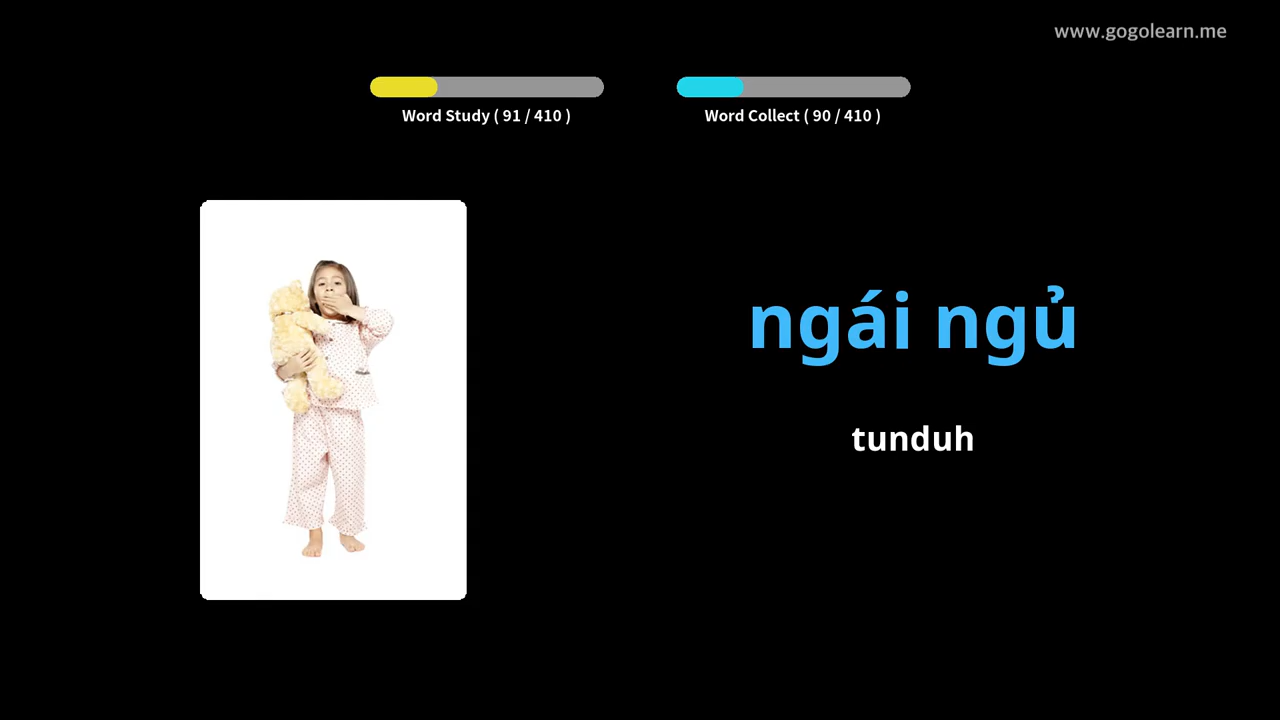 www.gogolearn.me
Word Study ( 91 / 410 )
Word Collect ( 90 / 410 )
ngái ngủ
tunduh